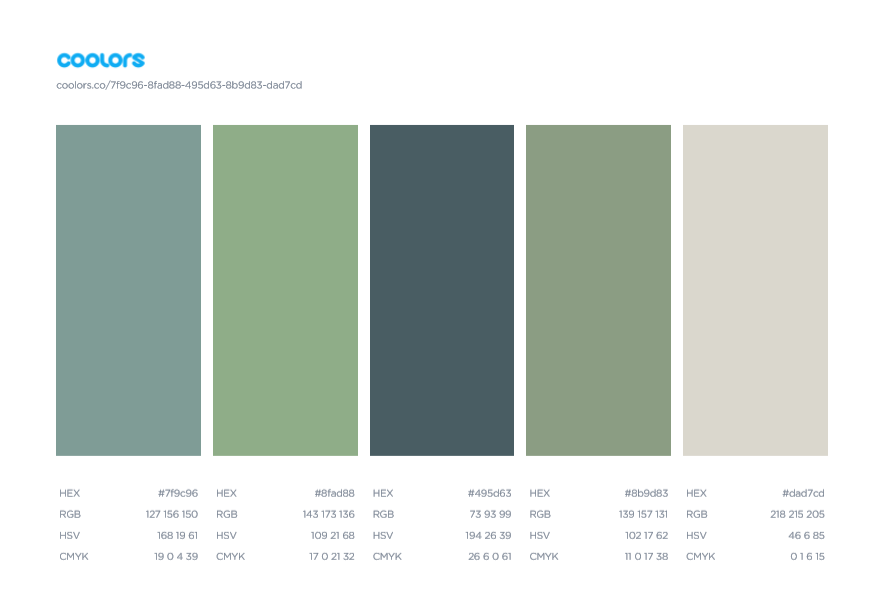 coolors
coolors.co/7f9c96-8fad88-495d63-8b9d83-dad7cd
HEX #7f9c96 HEX #8fad88 HEX #495d63 HEX #8b9d83 HEX #dad7cd
RGB 127 156 150 RGB 143 173 136 RGB 73 93 99 RGB 139 157 131 RGB 218 215 205
HSV 168 19 61 HSV 109 21 68 HSV 194 26 39 HSV 102 17 62 HSV 46 6 85
CMYK 19 0 4 39 CMYK 17 0 21 32 CMYK 26 6 0 61 CMYK 11 0 17 38 CMYK 0 1 6 15